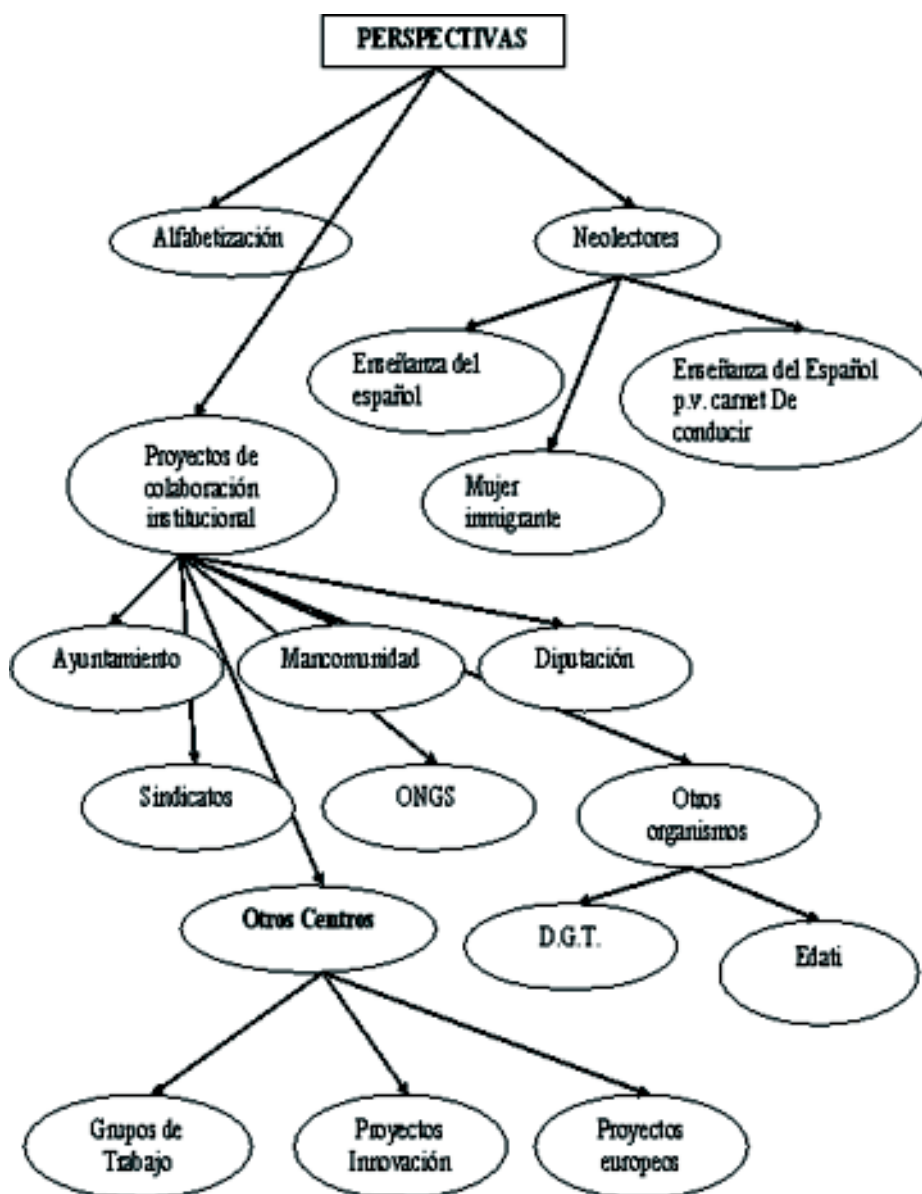 PERSPECTIVAS
Alfabetización
Neolectores
Enseñanza del
español
Enseñanza del Español
p.v. carnet De
conducir
Proyectos de
colaboración
institucional
Mujer
inmigrante
Ayuntamiento
Mancomunidad
Diputación
Sindicatos
ONGS
Otros
organismos
Otros Centros
D.G.T.
Edati
Grupos de
Trabajo
Proyectos
Innovación
Proyectos
europeos